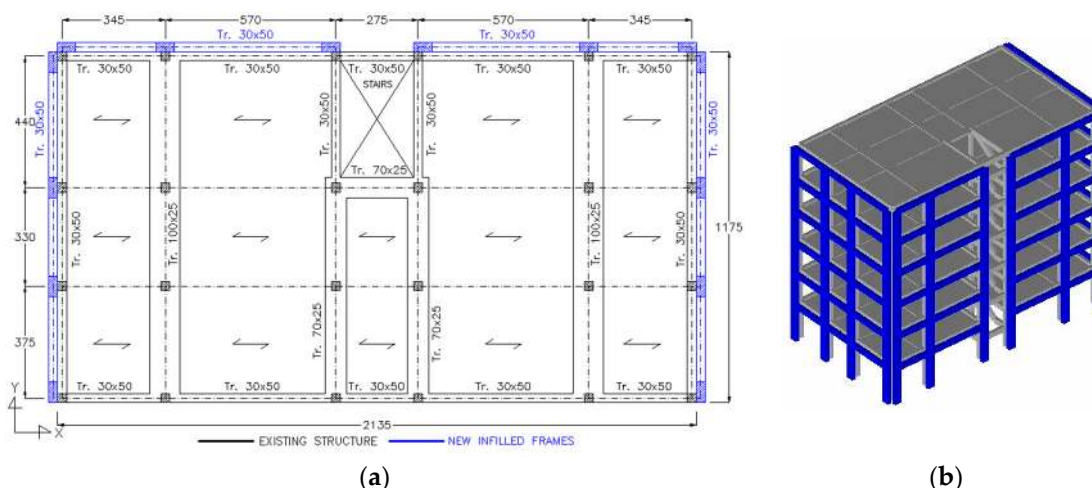 345 570 275 570 345
Tr. 30x50 Tr. 30x50
Tr. 30x50 Tr. 30x50 Tr. 30x50 Tr. 30x50 Tr. 30x50
STAIRS
440 Tr. 30x50 Tr. 30x50 Tr. 30x50 Tr. 30x50
Tr. 70x25
330 Tr. 30x50 Tr. 100x25 Tr. 100x25 Tr. 30x50 1175
375 Tr. 70x25 Tr. 70x25
Tr. 30x50 Tr. 30x50 Tr. 30x50 Tr. 30x50 Tr. 30x50
Y
X
2135
EXISTING STRUCTURE NEW INFILLED FRAMES
(a) (b)